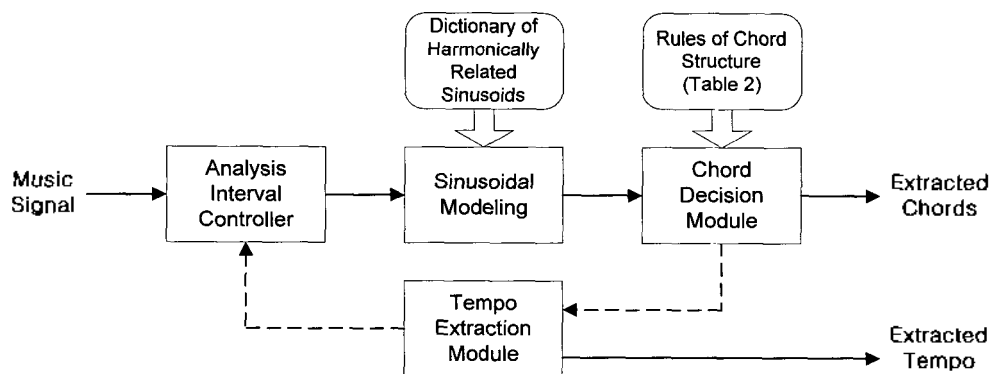 Dictionary of
Harmonically
Related
Sinusoids
Rules of Chord
Structure
(Table 2)
Music
Signal
Analysis
Interval
Controller
Sinusoidal
Modeling
Chord
Decision
Module
Extracted
Chords
Tempo
Extraction
Module
Extracted
Tempo